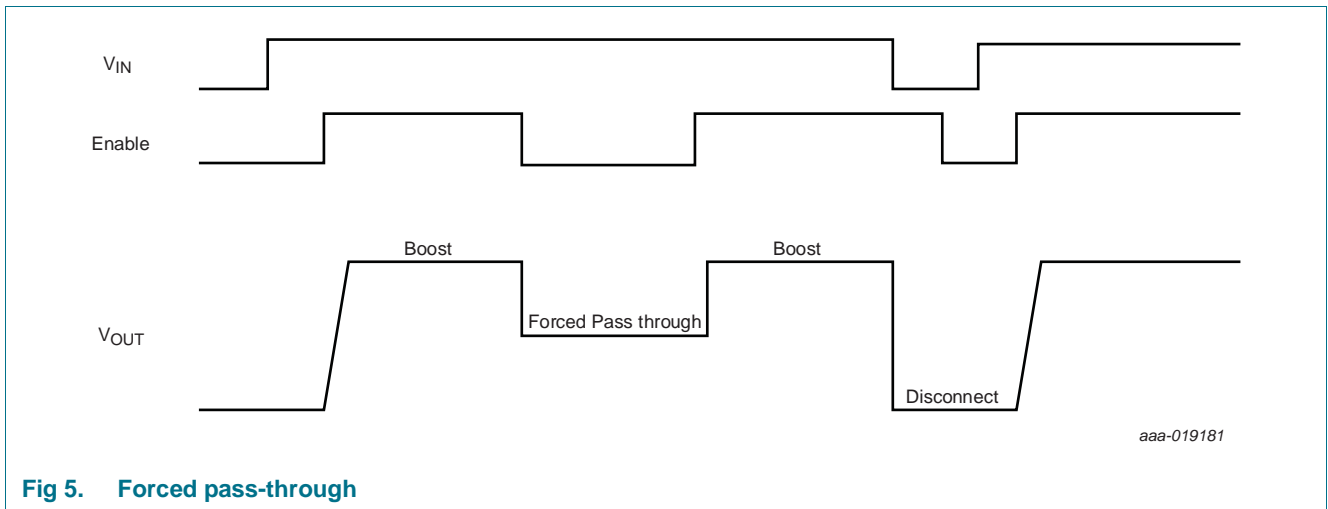 VIN
Enable
Boost
Boost
Forced Pass through
VOUT
Disconnect
aaa-019181
Fig 5. Forced pass-through